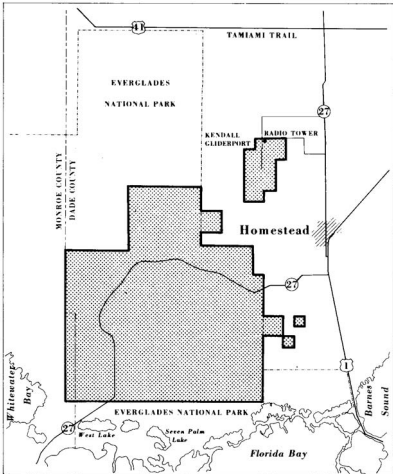 41
TAMIAMI TRAIL
EVERGLADES
NATIONAL PARK
27
KENDALL
GLIDERPORT
RADIO TOWER
MONROE COUNTY
DADE COUNTY
Homestead
27
1
Whitewater
Bay
Barnes
Sound
EVERGLADES NATIONAL PARK
27
West Lake
Seven Palm
Lake
Florida Bay